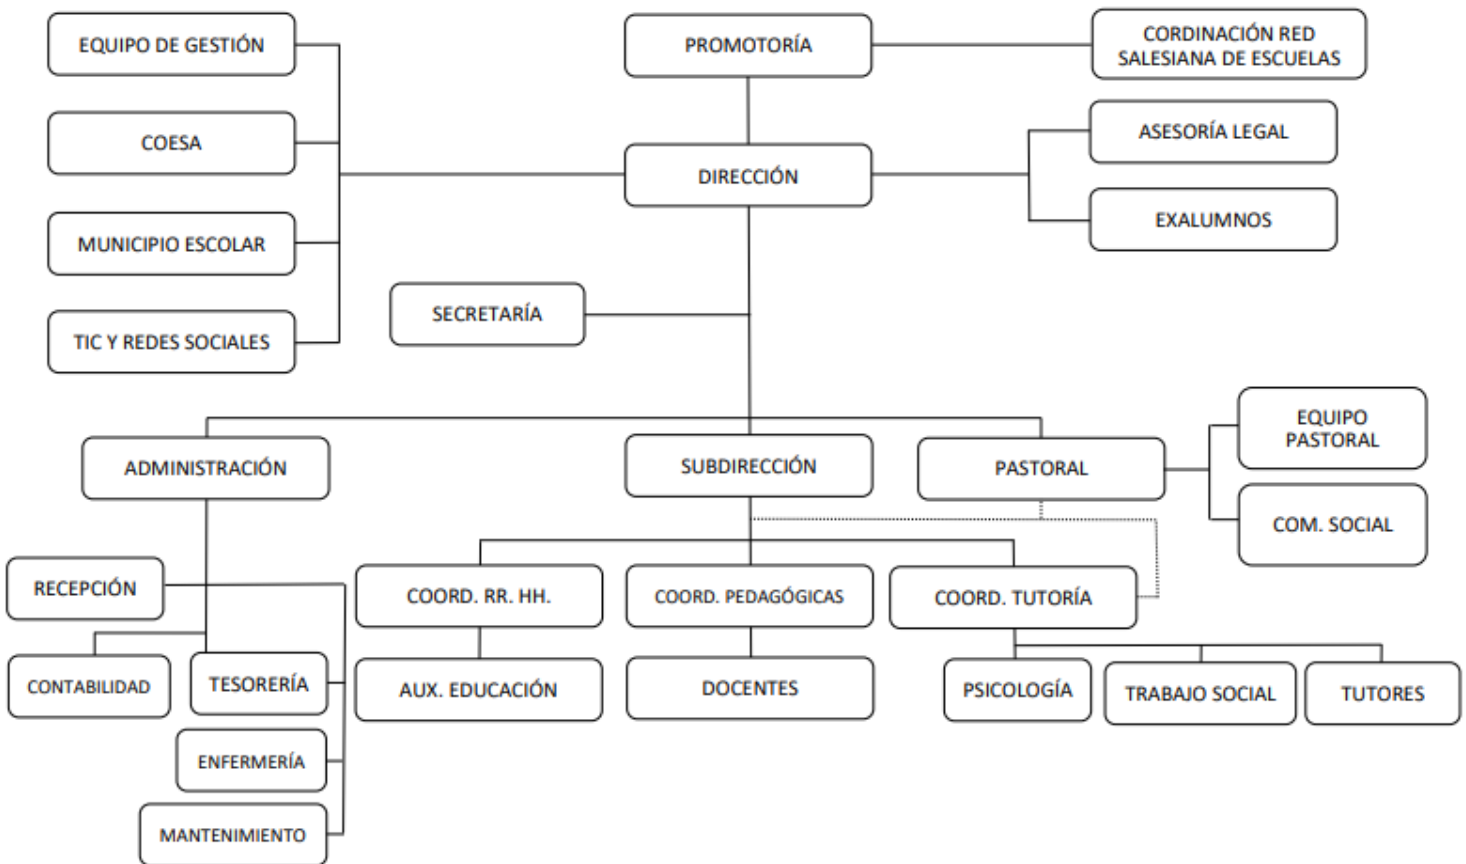 EQUIPO DE GESTIÓN
PROMOTORÍA
CORDINACIÓN RED
SALESIANA DE ESCUELAS
COESA
DIRECCIÓN
ASESORÍA LEGAL
EXALUMNOS
MUNICIPIO ESCOLAR
TIC Y REDES SOCIALES
SECRETARÍA
ADMINISTRACIÓN
SUBDIRECCIÓN
PASTORAL
EQUIPO
PASTORAL
COM. SOCIAL
RECEPCIÓN
COORD. RR. HH.
COORD. PEDAGÓGICAS
COORD. TUTORÍA
CONTABILIDAD
TESORERÍA
AUX. EDUCACIÓN
DOCENTES
PSICOLOGÍA
TRABAJO SOCIAL
TUTORES
ENFERMERÍA
MANTENIMIENTO